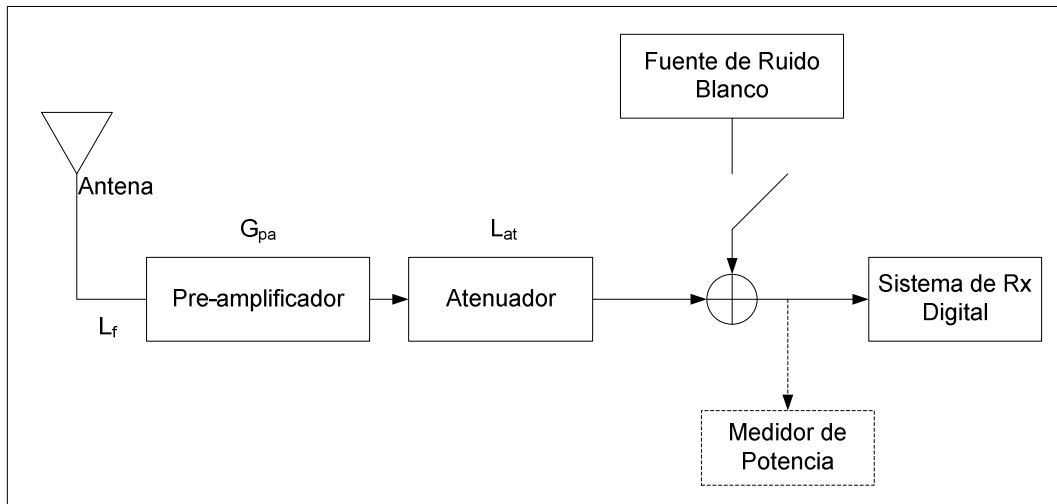 Fuente de Ruido
Blanco
Antena
Gpa
Lat
Pre-amplificador
Atenuador
Sistema de Rx
Digital
Lf
Medidor de
Potencia